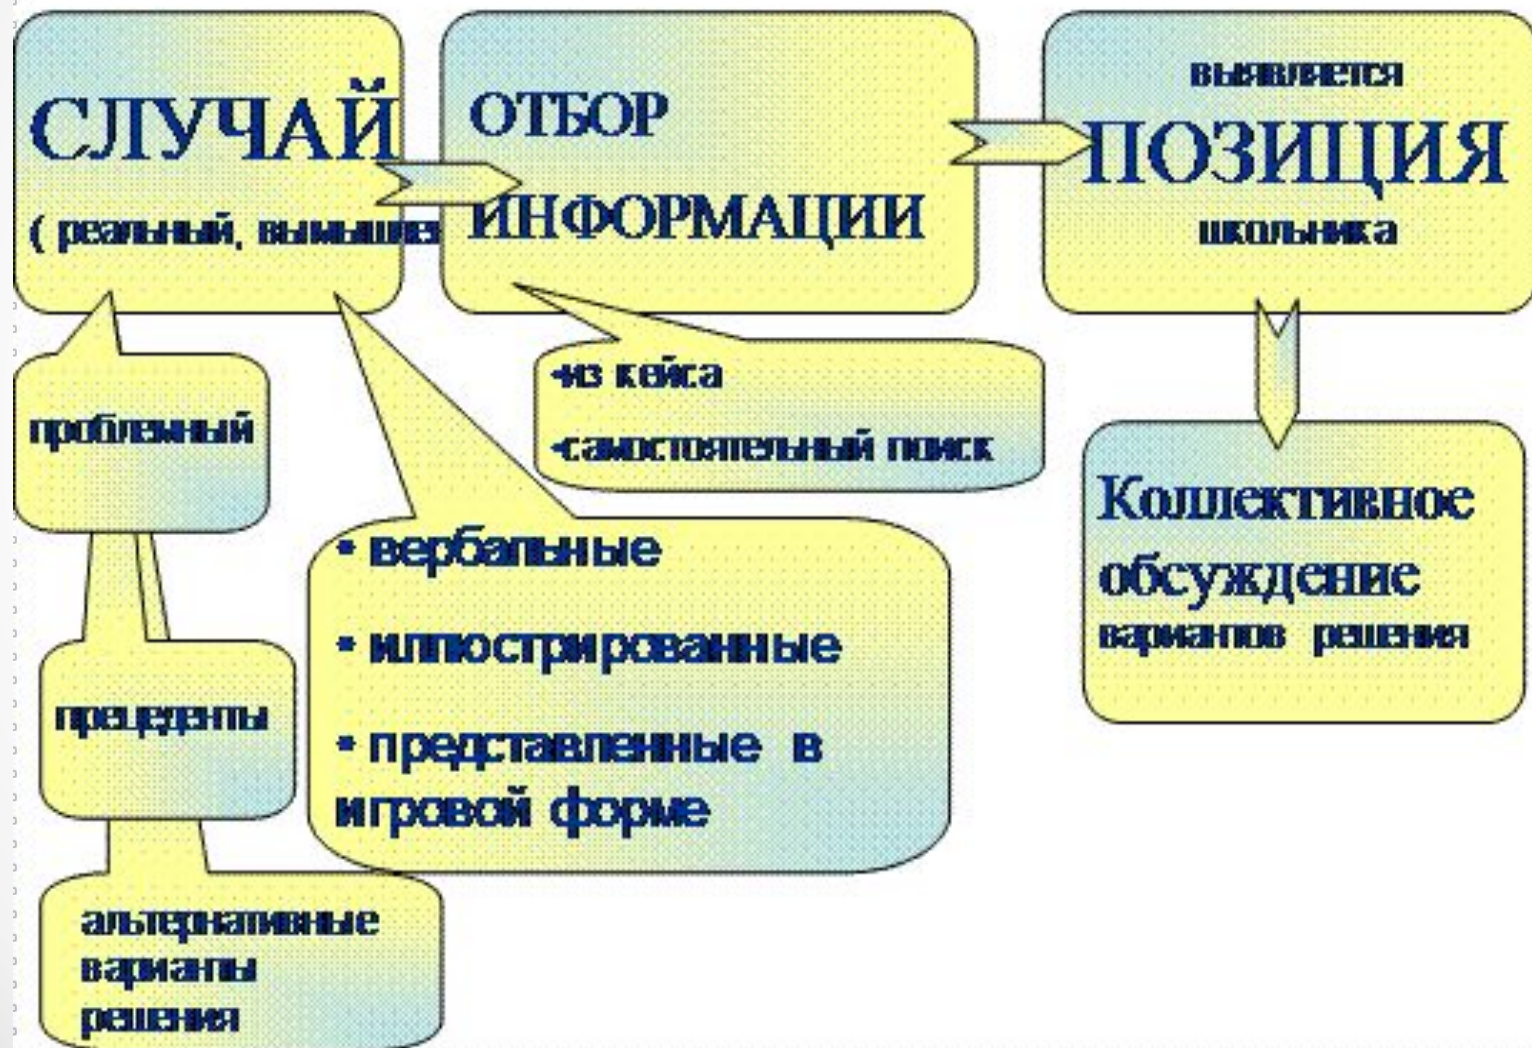 СЛУЧАЙ
( реальный, вымышлен
ОТБОР
ИНФОРМАЦИИ
выявляется
ПОЗИЦИЯ
школьника
проблемный
•из кейса
•самостоятельный поиск
прецеденты
• вербальные
• иллюстрированные
• представленные в
игровой форме
Коллективное
обсуждение
вариантов решения
альтернативные
варианты
решения